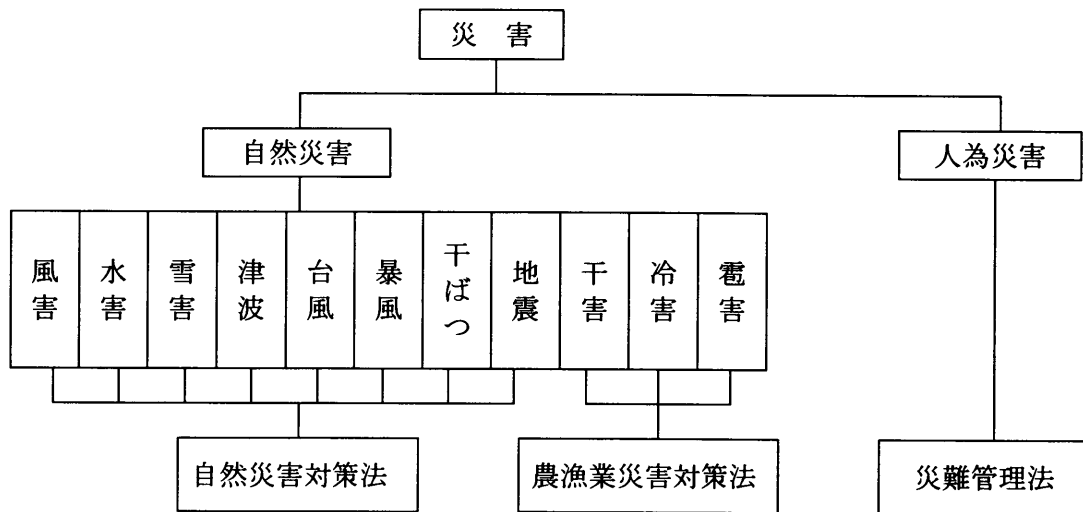 災 害
自然災害
人為災害
風害
水害
雪害
津波
台風
暴風
干ばつ
地震
干害
冷害
雹害
自然災害対策法
農漁業災害対策法
災難管理法